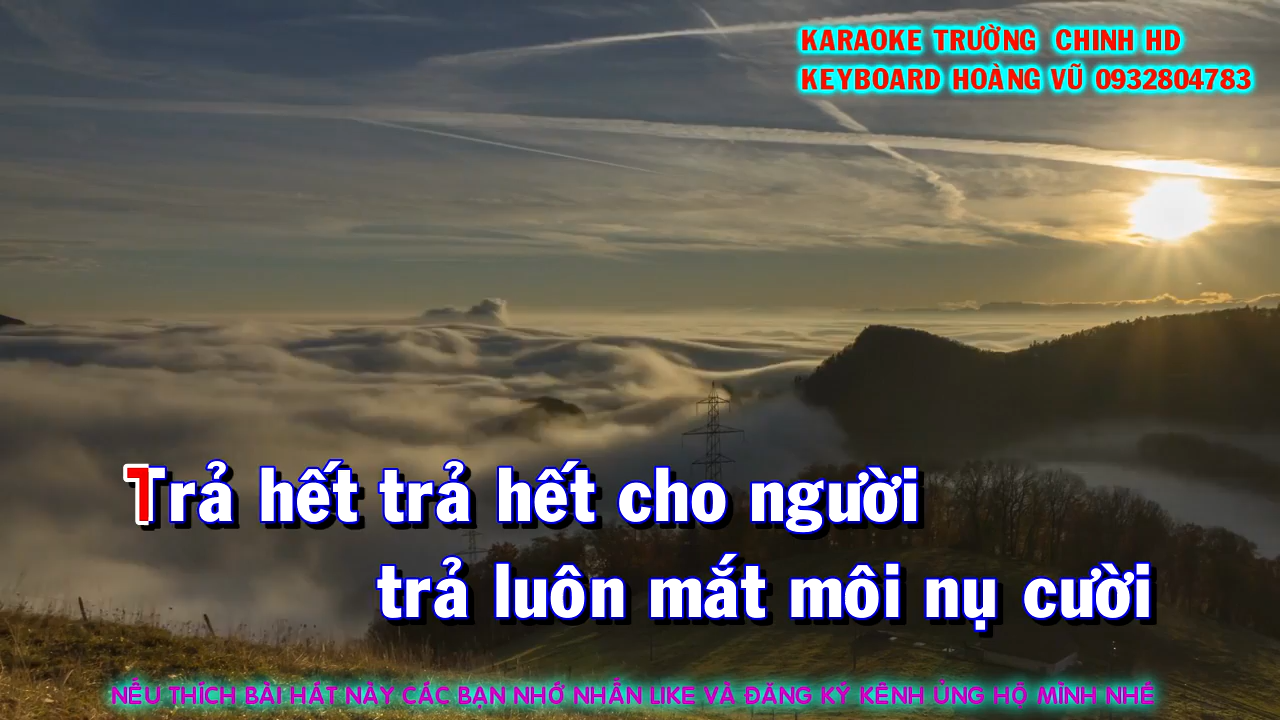 KARAOKE TRƯỜNG CHINH HD
KEYBOARD HOÀNG VŨ 0932804783
Trả hết trả hết cho người
trả luôn mắt môi nụ cười
NẾU THÍCH BÀI HÁT NÀY CÁC BẠN NHỚ NHẤN LIKE VÀ ĐĂNG KÝ KÊNH ỦNG HỘ MÌNH NHÉ